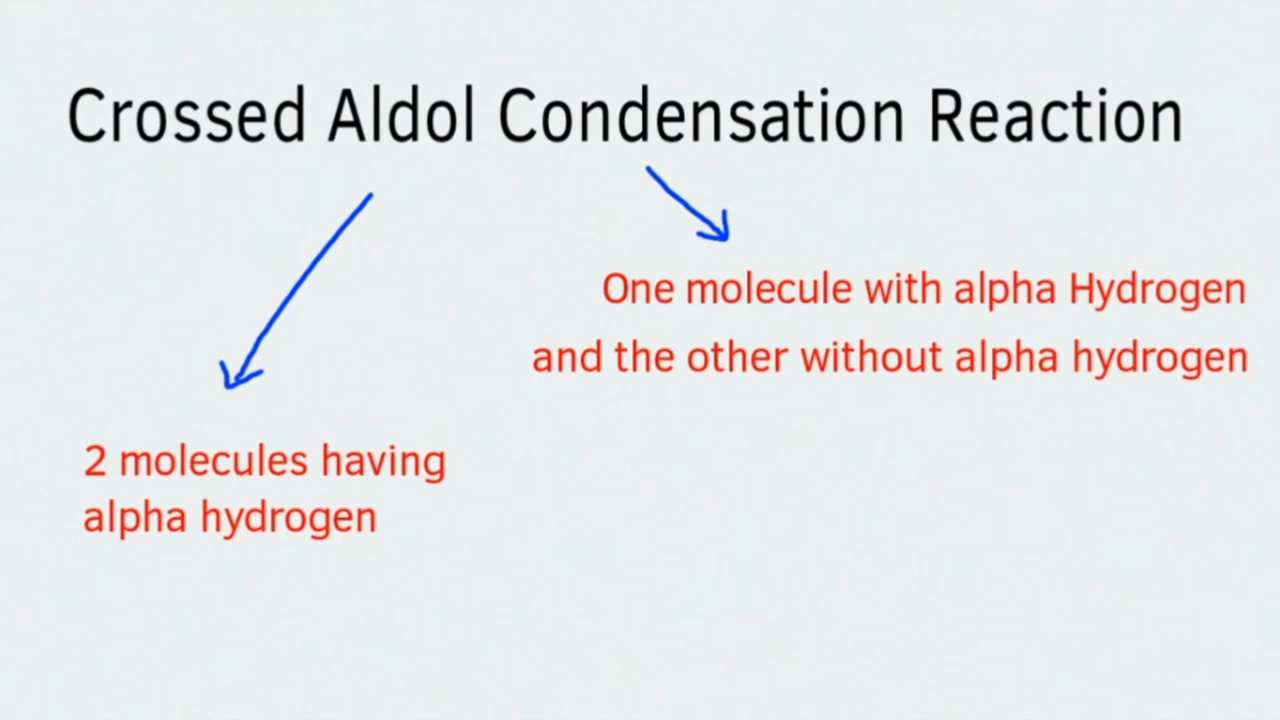 Crossed Aldol Condensation Reaction
One molecule with alpha Hydrogen
and the other without alpha hydrogen
2 molecules having
alpha hydrogen